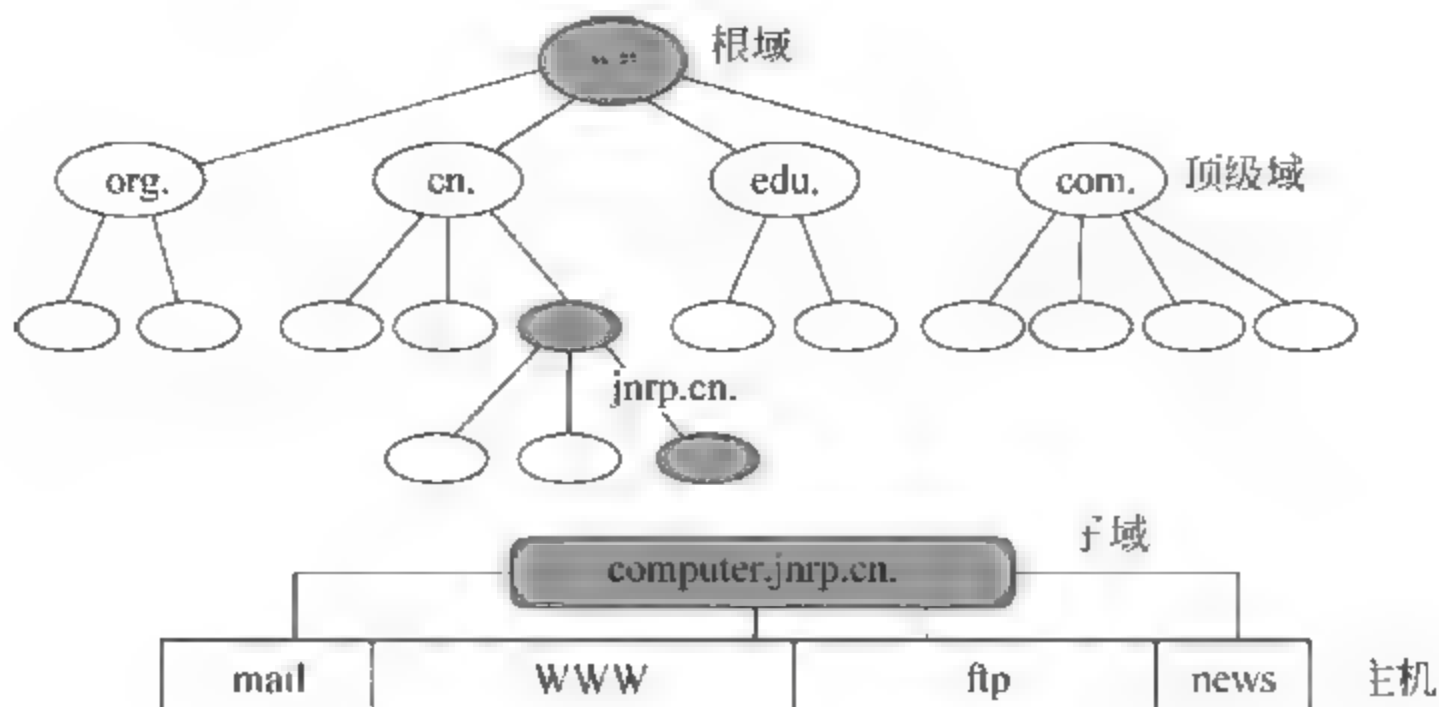 "." 根域
org. cn. edu. com. 顶级域
jnrp.cn.
子域
computer.jnrp.cn.
mail WWW ftp news 主机